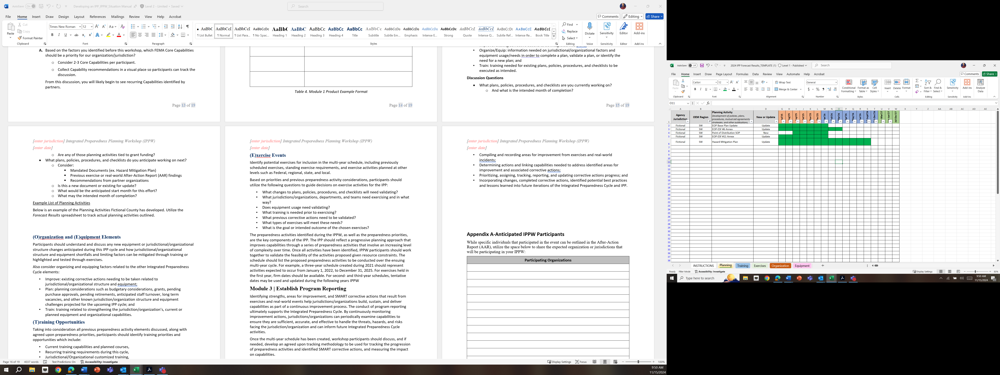 AutoSave On Developing an IPP_IPPW_Situation Manual Level 2 - Limited • Saved Search
File Home Insert Draw Design Layout References Mailings Review View Help Acrobat Comments Editing Share
Paste Cut Copy Format Painter Clipboard
Times New Roman 12 Font
Paragraph
AaBbC AaBbCcI AaBbCcI AaBbCcDc AaBbC AaBbC AaBbCc AaBbCc AaBbCc AaBbCc AaBbCcDc AaBbCcDc AaBbCcDc AaBbCcDc AaBbCcL AaBbCcL AaBbCcDt AaBbCcD AaBbCcL
¶ List Bullet ¶ Normal ¶ List Para... ¶ No Spac... Heading 1 Heading 2 Heading 3 Heading 4 Title Subtitle Subtle Em... Emphasis Intense E... Strong Quote Intense Q... Subtle Ref... Intense Re... Book Title
Styles
Find Replace Select Editing
Dictate Voice
Sensitivity Sensitivity
Editor Editor
Add-ins Add-ins
A. Based on the factors you identified before this workshop, which FEMA Core Capabilities
should be a priority for our organization/jurisdiction?
o Consider 2-3 Core Capabilities per participant.
o Collect Capability recommendations in a visual place so participants can track the
discussion.
From this discussion, you will likely begin to see recurring Capabilities identified by
partners.
Page 13 of 19
Table 4. Module 1 Product Example Format
Page 14 of 19
• Organize/Equip: information needed on jurisdictional/organizational factors and
equipment usage/needs in order to complete a plan, validate a plan, or identify the
need for a new plan; and
• Train: training needed for existing plans, policies, procedures, and checklists to be
executed as intended.
Discussion Questions
• What plans, policies, procedures, and checklists are you currently working on?
o And what is the intended month of completion?
Page 15 of 19
[enter jurisdiction] Integrated Preparedness Planning Workshop (IPPW)
[enter date]
o Are any of those planning activities tied to grant funding?
• What plans, policies, procedures, and checklists do you anticipate working on next?
o Consider:
▪ Mandated Documents (ex. Hazard Mitigation Plan)
▪ Previous exercise or real-world After-Action Report (AAR) findings
▪ Recommendations from partner organizations
o Is this a new document or existing for update?
o What would be the anticipated start month for this effort?
o What may the intended month of completion?
Example List of Planning Activities
Below is an example of the Planning Activities Fictional County has developed. Utilize the
Forecast Results spreadsheet to track actual planning activities outlined.
(O)rganization and (E)quipment Elements
Participants should understand and discuss any new equipment or jurisdictional/organizational
structure changes anticipated during this IPP cycle and how jurisdictional/organizational
structure and equipment shortfalls and limiting factors can be mitigated through training or
highlighted and tested through exercises.
Also consider organizing and equipping factors related to the other Integrated Preparedness
Cycle elements:
• Improve: existing corrective actions needing to be taken related to
jurisdictional/organizational structure and equipment;
• Plan: planning considerations such as budgetary considerations, grants, pending
purchase approvals, pending retirements, anticipated staff turnover, long term
vacancies, and other known jurisdiction/organization structure and equipment
challenges projected for the upcoming IPP cycle; and
• Train: training related to strengthening the jurisdiction/organization's, current or
planned equipment and organizational capabilities.
(T)raining Opportunities
Taking into consideration all previous preparedness activity elements discussed, along with
agreed upon preparedness priorities, participants should identify training priorities and
opportunities which include:
• Current training capabilities and planned courses,
• Recurring training requirements during this cycle,
• Jurisdictional/Organizational customized training,
[enter jurisdiction] Integrated Preparedness Planning Workshop (IPPW)
[enter date]
(E)xercise Events
Identify potential exercises for inclusion in the multi-year schedule, including previously
scheduled exercises, standing exercise requirements, and exercise activities planned at other
levels such as Federal, regional, state, and local.
Based on priorities and previous preparedness activity considerations, participants should
utilize the following questions to guide decisions on exercise activities for the IPP:
• What changes to plans, policies, procedures, and checklists will need validating?
• What jurisdictions/organizations, departments, and teams need exercising and in what
way?
• Does equipment usage need validating?
• What training is needed prior to exercising?
• What previous corrective actions need to be validated?
• What types of exercises will meet these needs?
• What is the goal or intended outcome of the chosen exercises?
The preparedness activities identified during the IPPW, as well as the preparedness priorities,
are the key components of the IPP. The IPP should reflect a progressive planning approach that
improves capabilities through a series of preparedness activities that involve an increasing level
of complexity over time. Once all activities have been identified, IPPW participants should work
together to validate the feasibility of the activities proposed given resource constraints. The
schedule should list the proposed preparedness activities to be conducted over the ensuing
multi-year cycle. For example, a three-year schedule created during 2021 should represent
activities expected to occur from January 1, 2022, to December 31, 2025. For exercises held in
the first year, firm dates should be available. For second- and third-year schedules, tentative
dates may be used and updated during the following years IPPW
Module 3 | Establish Program Reporting
Identifying strengths, areas for improvement, and SMART corrective actions that result from
exercises and real-world events help jurisdictions/organizations build, sustain, and deliver
capabilities as part of a continuous improvement process. The conduct of program reporting
ultimately supports the Integrated Preparedness Cycle. By continuously monitoring
improvement actions, jurisdictions/organizations can periodically examine capabilities to
ensure they are sufficient, accurate, and effective to handle the threats, hazards, and risks
facing the jurisdiction/organization and can inform future Integrated Preparedness Cycle
activities.
Once the multi-year schedule has been created, workshop participants should discuss, and if
needed, develop an agreed upon tracking methodology to be used for tracking the progression
of preparedness activities and identified SMART corrective actions, and measuring the impact
on capabilities.
[enter jurisdiction] Integrated Preparedness Planning Workshop (IPPW)
[enter date]
• Compiling and recording areas for improvement from exercises and real-world
incidents;
• Determining actions and linking capabilities needed to address identified areas for
improvement and associated corrective actions;
• Prioritizing, assigning, tracking, reporting, and updating corrective actions progress; and
• Incorporating changes, completed corrective actions, identified potential best practices
and lessons learned into future iterations of the Integrated Preparedness Cycle and IPP.
Appendix A-Anticipated IPPW Participants
While specific individuals that participated in the event can be outlined in the After-Action
Report (AAR), utilize the space below to share the expected organization or jurisdictions that
will be participating in your IPPW:
Participating Organizations
Page 16 of 19 4037 words Text Predictions: On Accessibility: Investigate Display Settings Focus 100%
9:50 AM
11/15/2024
AutoSave Off 2024 IPP Forecast Results_TEMPLATE (1) Level 1 - Published Search
File Home Insert Draw Page Layout Formulas Data Review View Automate Help Acrobat Comments Share
Paste Calibri 12 Wrap Text Merge & Center General
Conditional Formatting Format as Table Cell Styles Insert Delete Format Sort & Filter Find & Select Sensitivity Add-ins Analyze Data
Clipboard Font Alignment Number Styles Cells Editing Sensitivity Add-ins
O11
A B C D G H I J K L M N O P Q R S T U V W X Y Z AA AB AC AD AE
Agency Jurisdiction OEM Region Planning Activity Development of policies, plans, procedures, mutual aid agreements strategies, and other publications, New or Update
2 Fictional SW EOP Base Plan Update Update
3 Fictional SW EOP-ESF #6 Annex Update
4 Fictional SW Point of Distribution SOP New
5 Fictional SW EOP-ESF #11 Annex Update
6 Fictional SW Hazard Mitigation Plan Update
INSTRUCTIONS Planning Training Exercises Organization Equipment
Ready Filter Mode Accessibility: Investigate Display Settings 80%
Type here to search
9:50 AM
11/15/2024
22